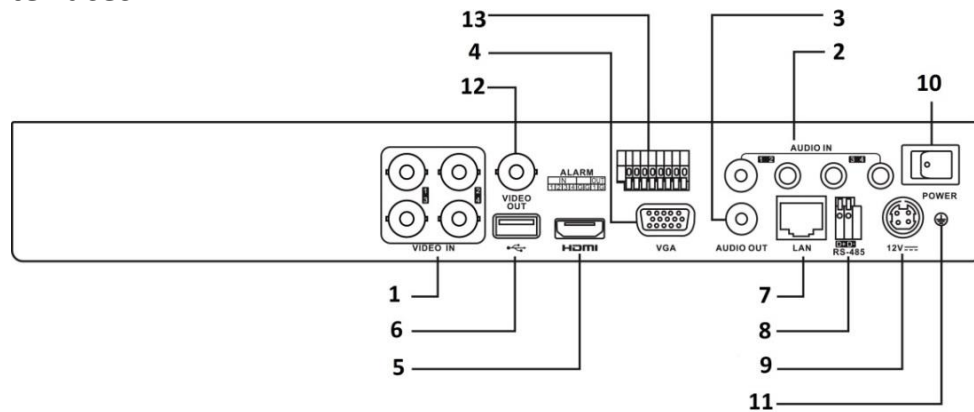 13
3
4
2
12
10
AUDIO IN
1 2
3 4
ALARM
IN OUT
VIDEO
OUT
POWER
VIDEO IN
HDMI
VGA
AUDIO OUT
LAN
D+ D-
RS-485
12V
1
7
6
8
5
9
11